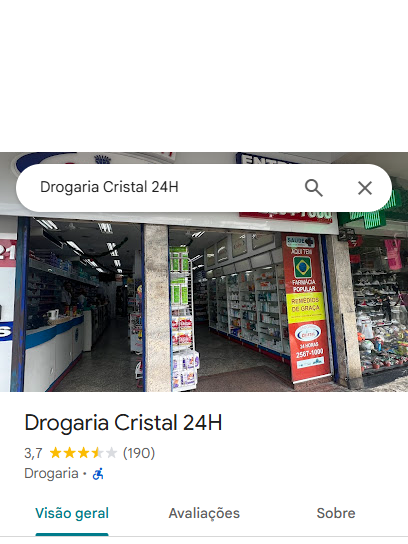 Drogaria Cristal 24H
SAÚDE
AQUI TEM
FARMÁCIA
POPULAR
REMÉDIOS
DE GRAÇA
24 HORAS
2567-1000
Drogaria Cristal 24H
3,7 (190)
Drogaria •
Visão geral Avaliações Sobre